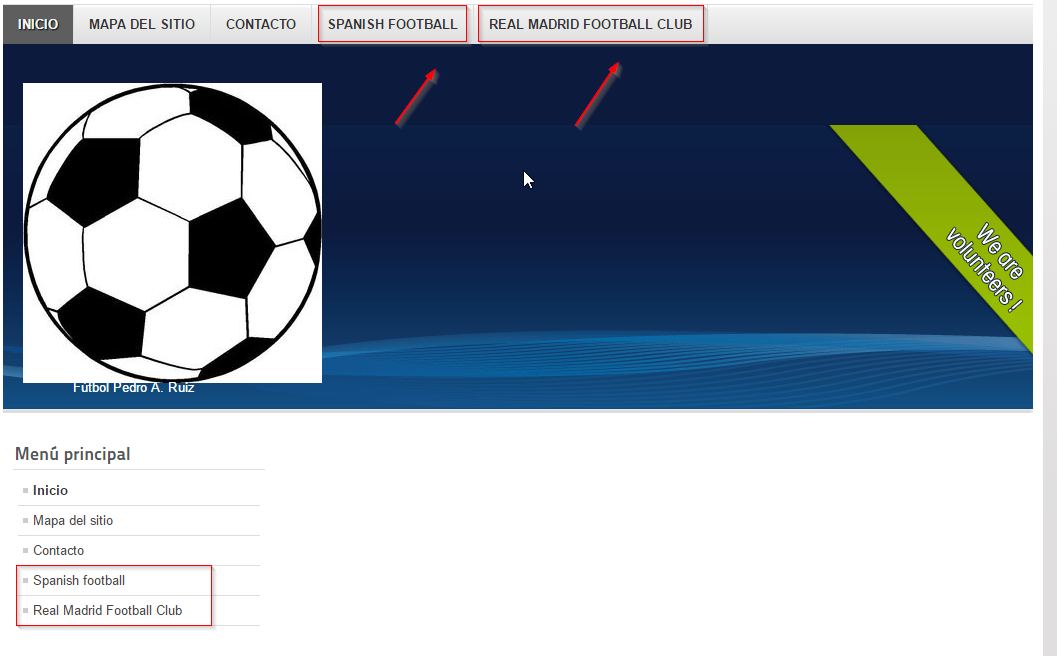 INICIO MAPA DEL SITIO CONTACTO SPANISH FOOTBALL REAL MADRID FOOTBALL CLUB
We are
volunteers !
Fútbol Pedro A. Ruiz
Menú principal
Inicio
Mapa del sitio
Contacto
Spanish football
Real Madrid Football Club